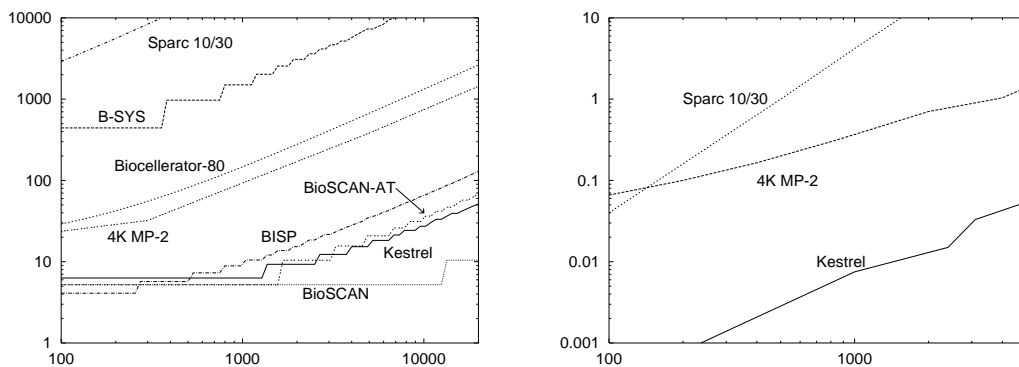 10000
1000
100
10
1
100
1000
10000
Sparc 10/30
B-SYS
Biocellerator-80
4K MP-2
BISP
BioSCAN-AT
Kestrel
BioSCAN
10
1
0.1
0.01
0.001
100
1000
Sparc 10/30
4K MP-2
Kestrel